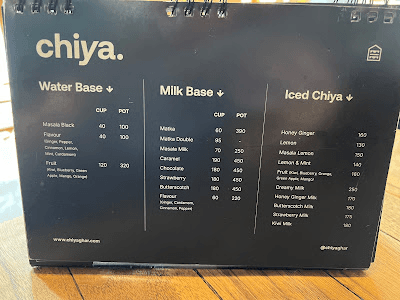 chiya.
Water Base ↓
CUP POT
Masala Black 40 100
Flavour 40 100
(Ginger, Pepper,
Cinnamon, Lemon,
Mint, Cardamom)
Fruit 120 320
(Kiwi, Blueberry, Green
Apple, Mango, Orange)
Milk Base ↓
CUP POT
Matka 60 390
Matka Double 95
Masala Milk 70 250
Caramel 190 450
Chocolate 180 450
Strawberry 180 450
Butterscotch 180 450
Flavour 60 230
(Ginger, Cardamom,
Cinnamon, Pepper)
Iced Chiya ↓
Honey Ginger 160
Lemon 130
Masala Lemon 150
Lemon & Mint 140
Fruit (Kiwi, Blueberry, Orange, 180
Green Apple, Mango)
Dreamy Milk 250
Honey Ginger Milk 170
Butterscotch Milk 180
Strawberry Milk 175
Kiwi Milk 180
www.chiyaghar.com
@chiyaghar